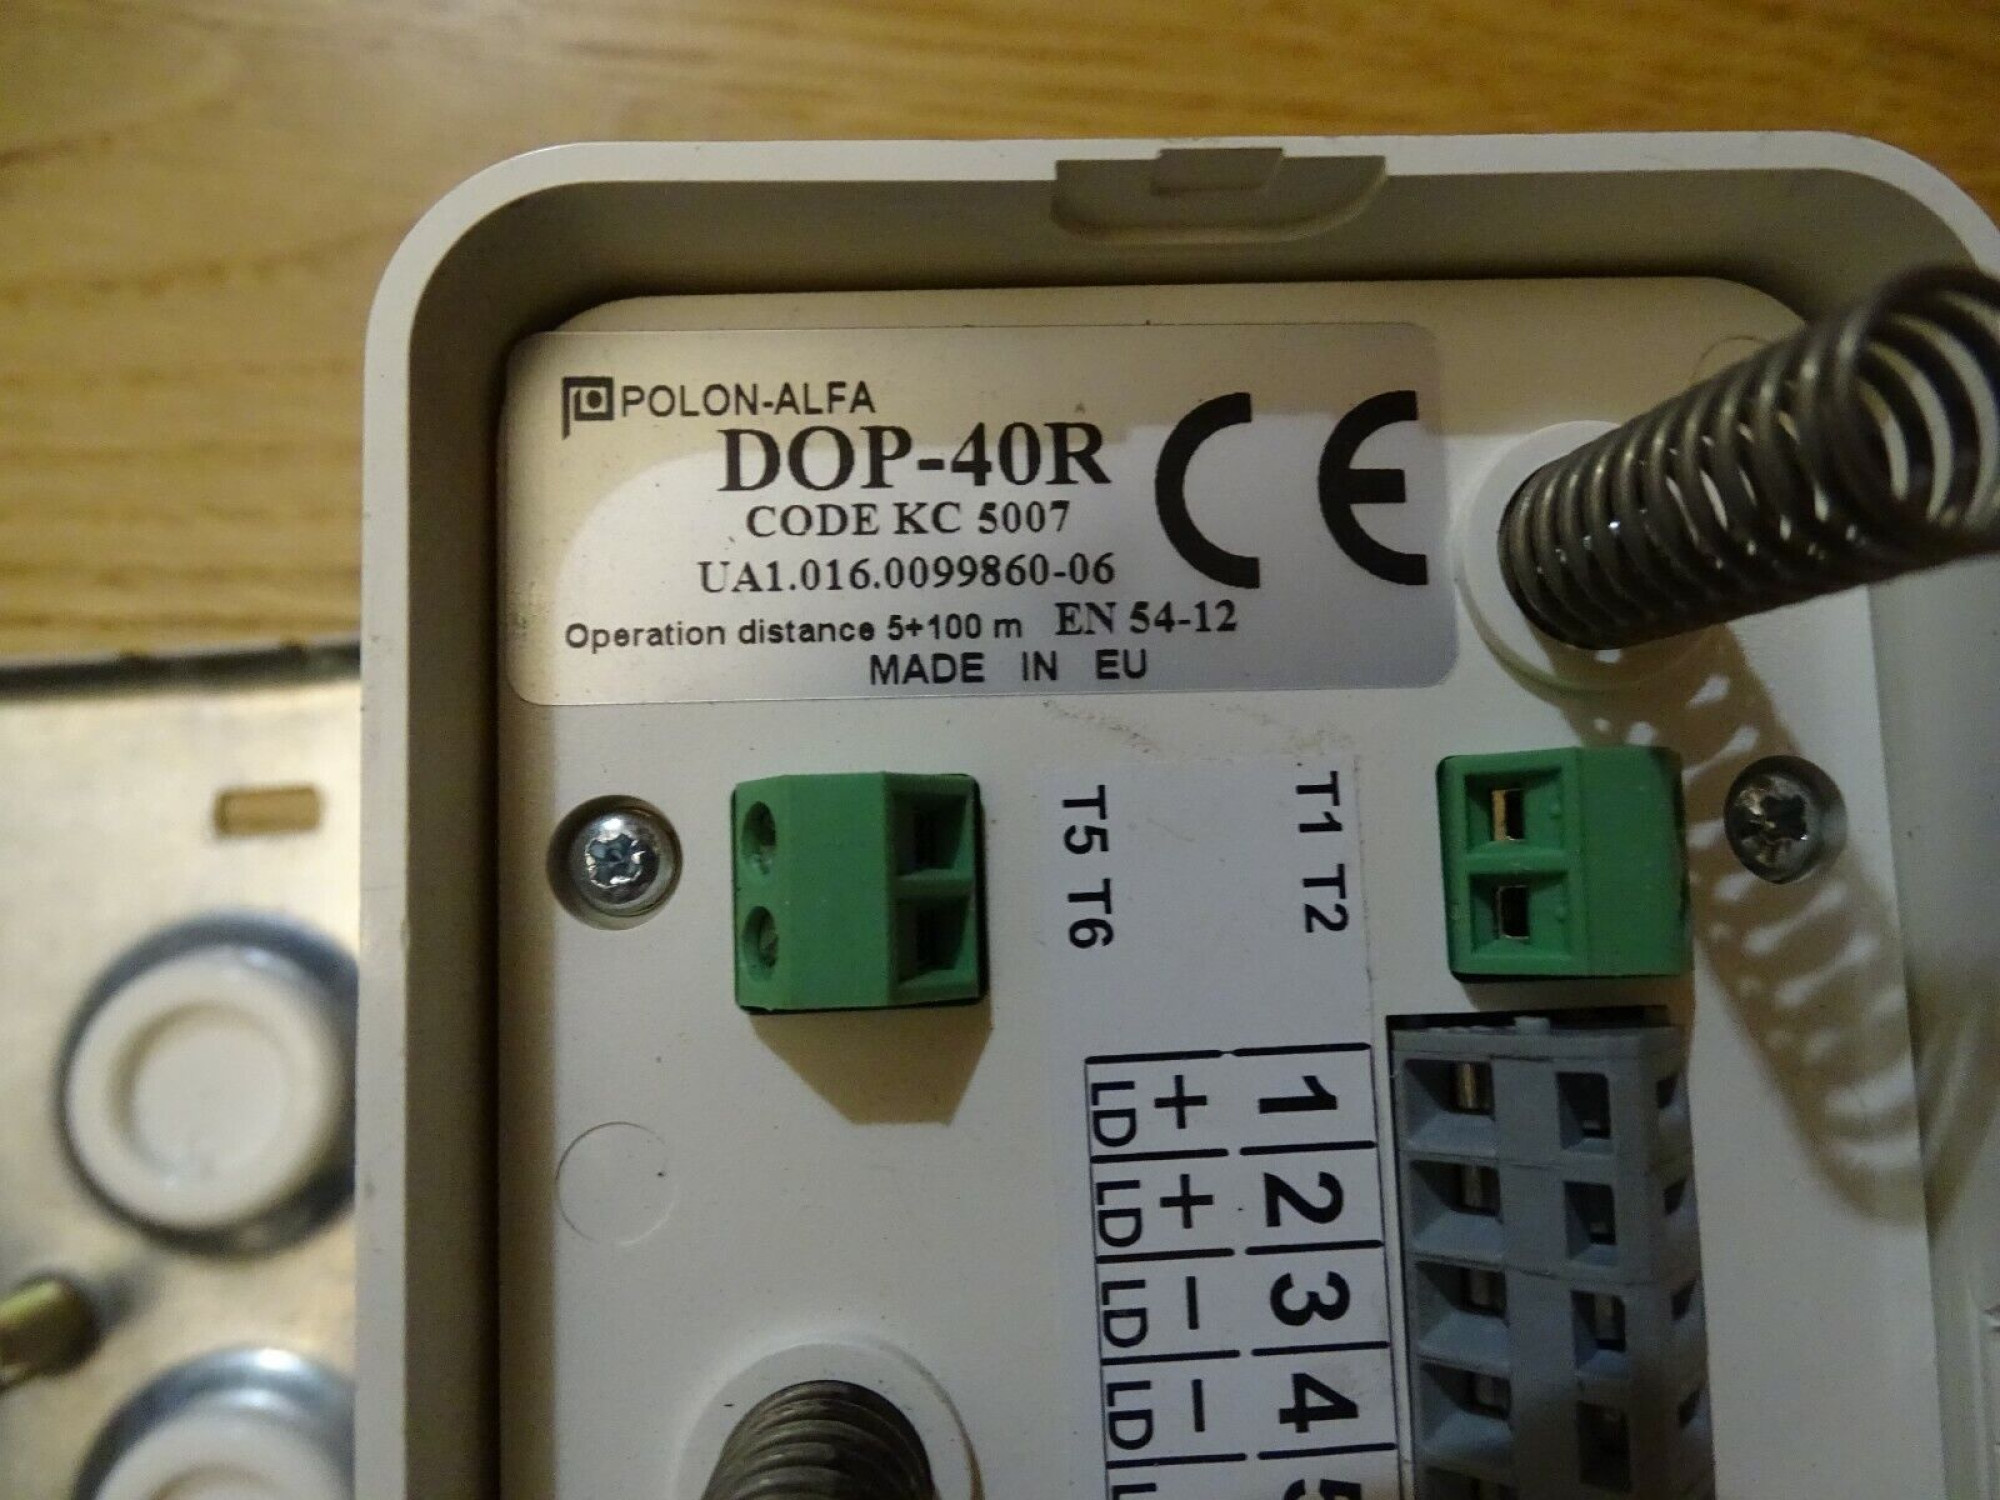 POLON-ALFA
DOP-40R
CODE KC 5007
UA1.016.0099860-06
Operation distance 5+100 m EN 54-12
MADE IN EU
CE
T5 T6
T1 T2
1 + LD
2 + LD
3 − LD
4 − LD
5